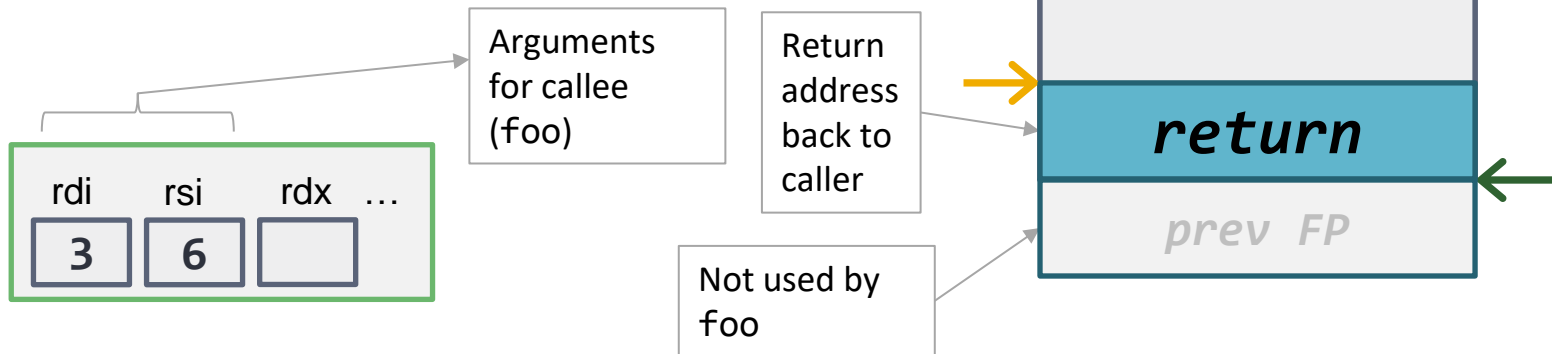 Arguments
for callee
(foo)
Return
address
back to
caller
return
rdi rsi rdx …
3 6
prev FP
Not used by
foo